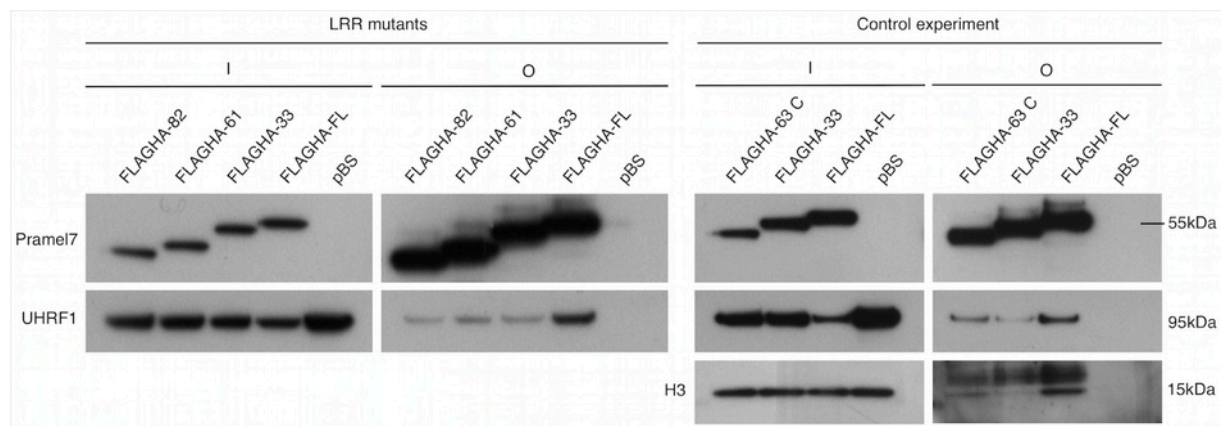 LRR mutants Control experiment
I O I O
FLAGHA-82 FLAGHA-61 FLAGHA-33 FLAGHA-FL pBS FLAGHA-82 FLAGHA-61 FLAGHA-33 FLAGHA-FL pBS FLAGHA-63 C FLAGHA-33 FLAGHA-FL pBS FLAGHA-63 C FLAGHA-33 FLAGHA-FL pBS
Pramel7 55kDa
UHRF1 95kDa
H3 15kDa